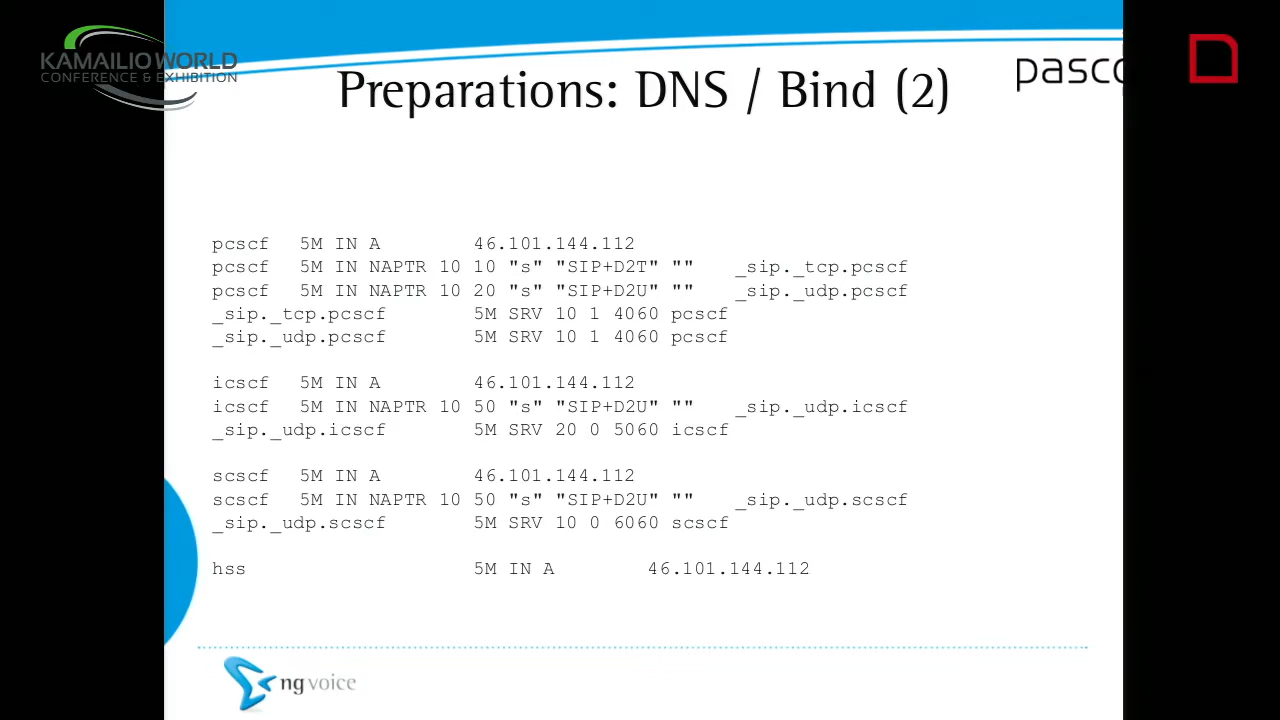 KAMAILIO WORLD
CONFERENCE & EXHIBITION
Preparations: DNS / Bind (2)
pcscf 5M IN A 46.101.144.112
pcscf 5M IN NAPTR 10 10 "s" "SIP+D2T" "" _sip._tcp.pcscf
pcscf 5M IN NAPTR 10 20 "s" "SIP+D2U" "" _sip._udp.pcscf
_sip._tcp.pcscf 5M SRV 10 1 4060 pcscf
_sip._udp.pcscf 5M SRV 10 1 4060 pcscf
icscf 5M IN A 46.101.144.112
icscf 5M IN NAPTR 10 50 "s" "SIP+D2U" "" _sip._udp.icscf
_sip._udp.icscf 5M SRV 20 0 5060 icscf
scscf 5M IN A 46.101.144.112
scscf 5M IN NAPTR 10 50 "s" "SIP+D2U" "" _sip._udp.scscf
_sip._udp.scscf 5M SRV 10 0 6060 scscf
hss 5M IN A 46.101.144.112
ng voice